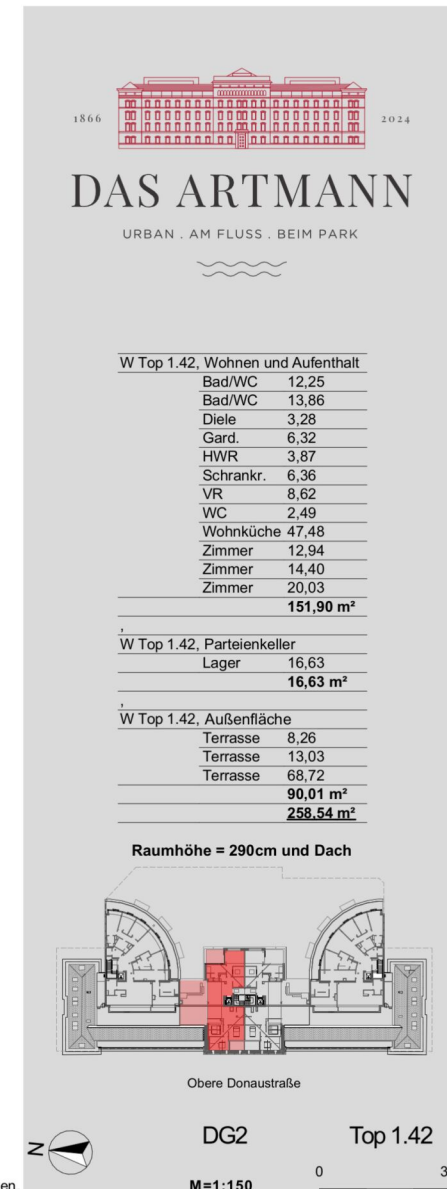 1866 2024
DAS ARTMANN
URBAN . AM FLUSS . BEIM PARK
W Top 1.42, Wohnen und Aufenthalt
Bad/WC 12,25
Bad/WC 13,86
Diele 3,28
Gard. 6,32
HWR 3,87
Schrankr. 6,36
VR 8,62
WC 2,49
Wohnküche 47,48
Zimmer 12,94
Zimmer 14,40
Zimmer 20,03
151,90 m²
,
W Top 1.42, Parteienkeller
Lager 16,63
16,63 m²
,
W Top 1.42, Außenfläche
Terrasse 8,26
Terrasse 13,03
Terrasse 68,72
90,01 m²
258,54 m²
Raumhöhe = 290cm und Dach
Obere Donaustraße
N
DG2 Top 1.42
0 3
M=1:150
en